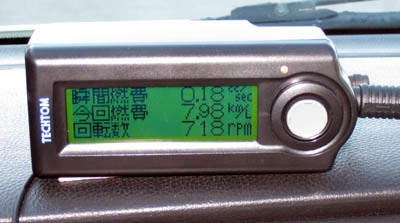 TECHTOM
瞬間燃費 0.18 cc/sec
今回燃費 7.98 km/L
回転数 718 rpm